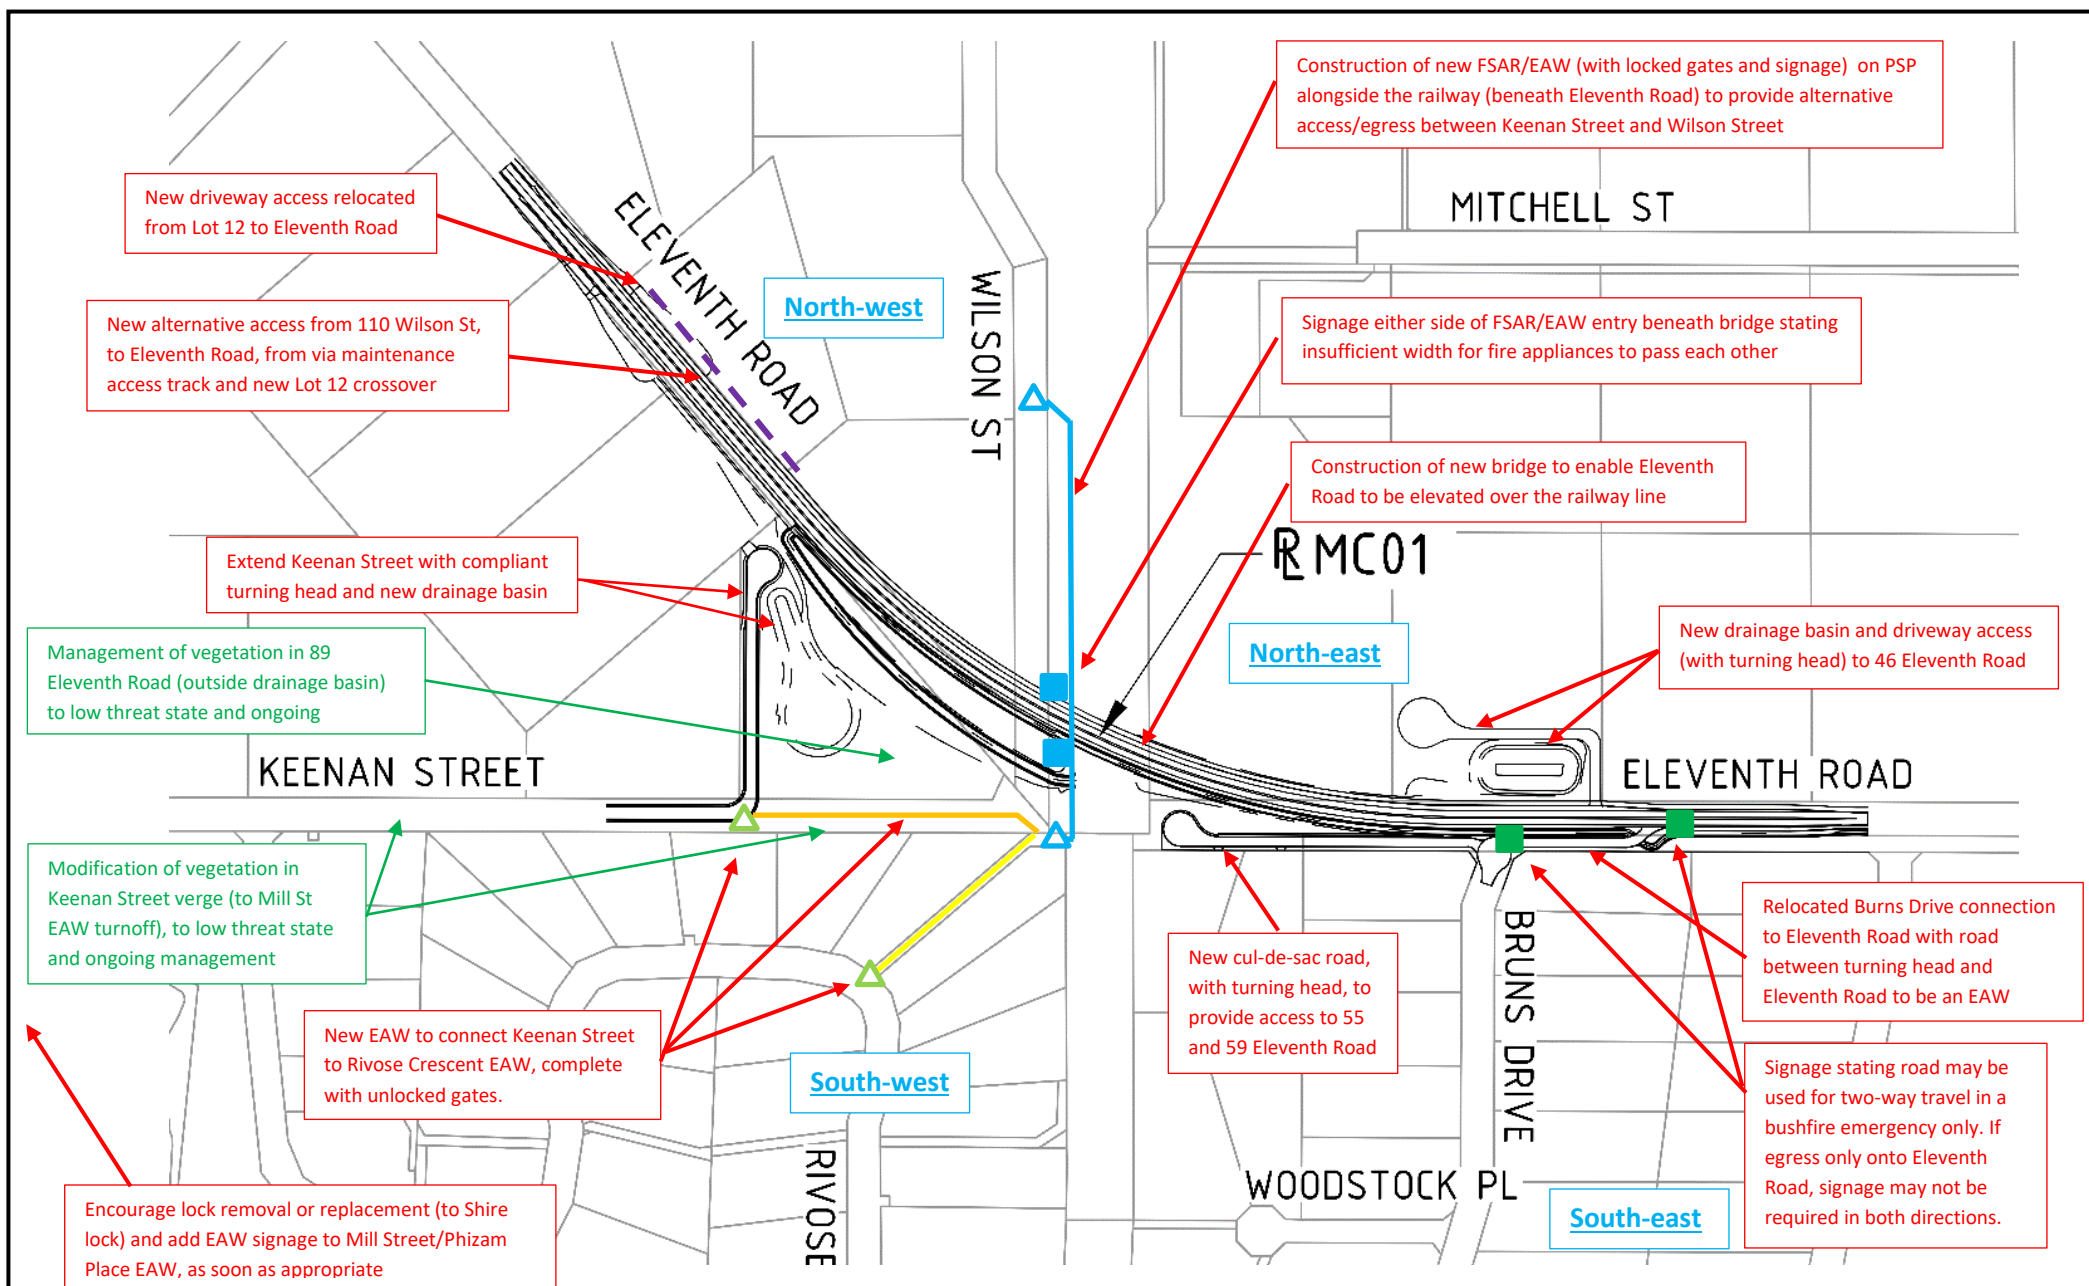 Construction of new FSAR/EAW (with locked gates and signage) on PSP
alongside the railway (beneath Eleventh Road) to provide alternative
access/egress between Keenan Street and Wilson Street
New driveway access relocated
from Lot 12 to Eleventh Road
ELEVENTH ROAD
MITCHELL ST
North-west
WILSON ST
New alternative access from 110 Wilson St,
to Eleventh Road, from via maintenance
access track and new Lot 12 crossover
Signage either side of FSAR/EAW entry beneath bridge stating
insufficient width for fire appliances to pass each other
Construction of new bridge to enable Eleventh
Road to be elevated over the railway line
MC01
Extend Keenan Street with compliant
turning head and new drainage basin
North-east
New drainage basin and driveway access
(with turning head) to 46 Eleventh Road
Management of vegetation in 89
Eleventh Road (outside drainage basin)
to low threat state and ongoing
KEENAN STREET
ELEVENTH ROAD
Modification of vegetation in
Keenan Street verge (to Mill St
EAW turnoff), to low threat state
and ongoing management
New cul-de-sac road,
with turning head, to
provide access to 55
and 59 Eleventh Road
BRUNS DRIVE
Relocated Burns Drive connection
to Eleventh Road with road
between turning head and
Eleventh Road to be an EAW
New EAW to connect Keenan Street
to Rivose Crescent EAW, complete
with unlocked gates.
South-west
Signage stating road may be
used for two-way travel in a
bushfire emergency only. If
egress only onto Eleventh
Road, signage may not be
required in both directions.
RIVOSE
WOODSTOCK PL
South-east
Encourage lock removal or replacement (to Shire
lock) and add EAW signage to Mill Street/Phizam
Place EAW, as soon as appropriate